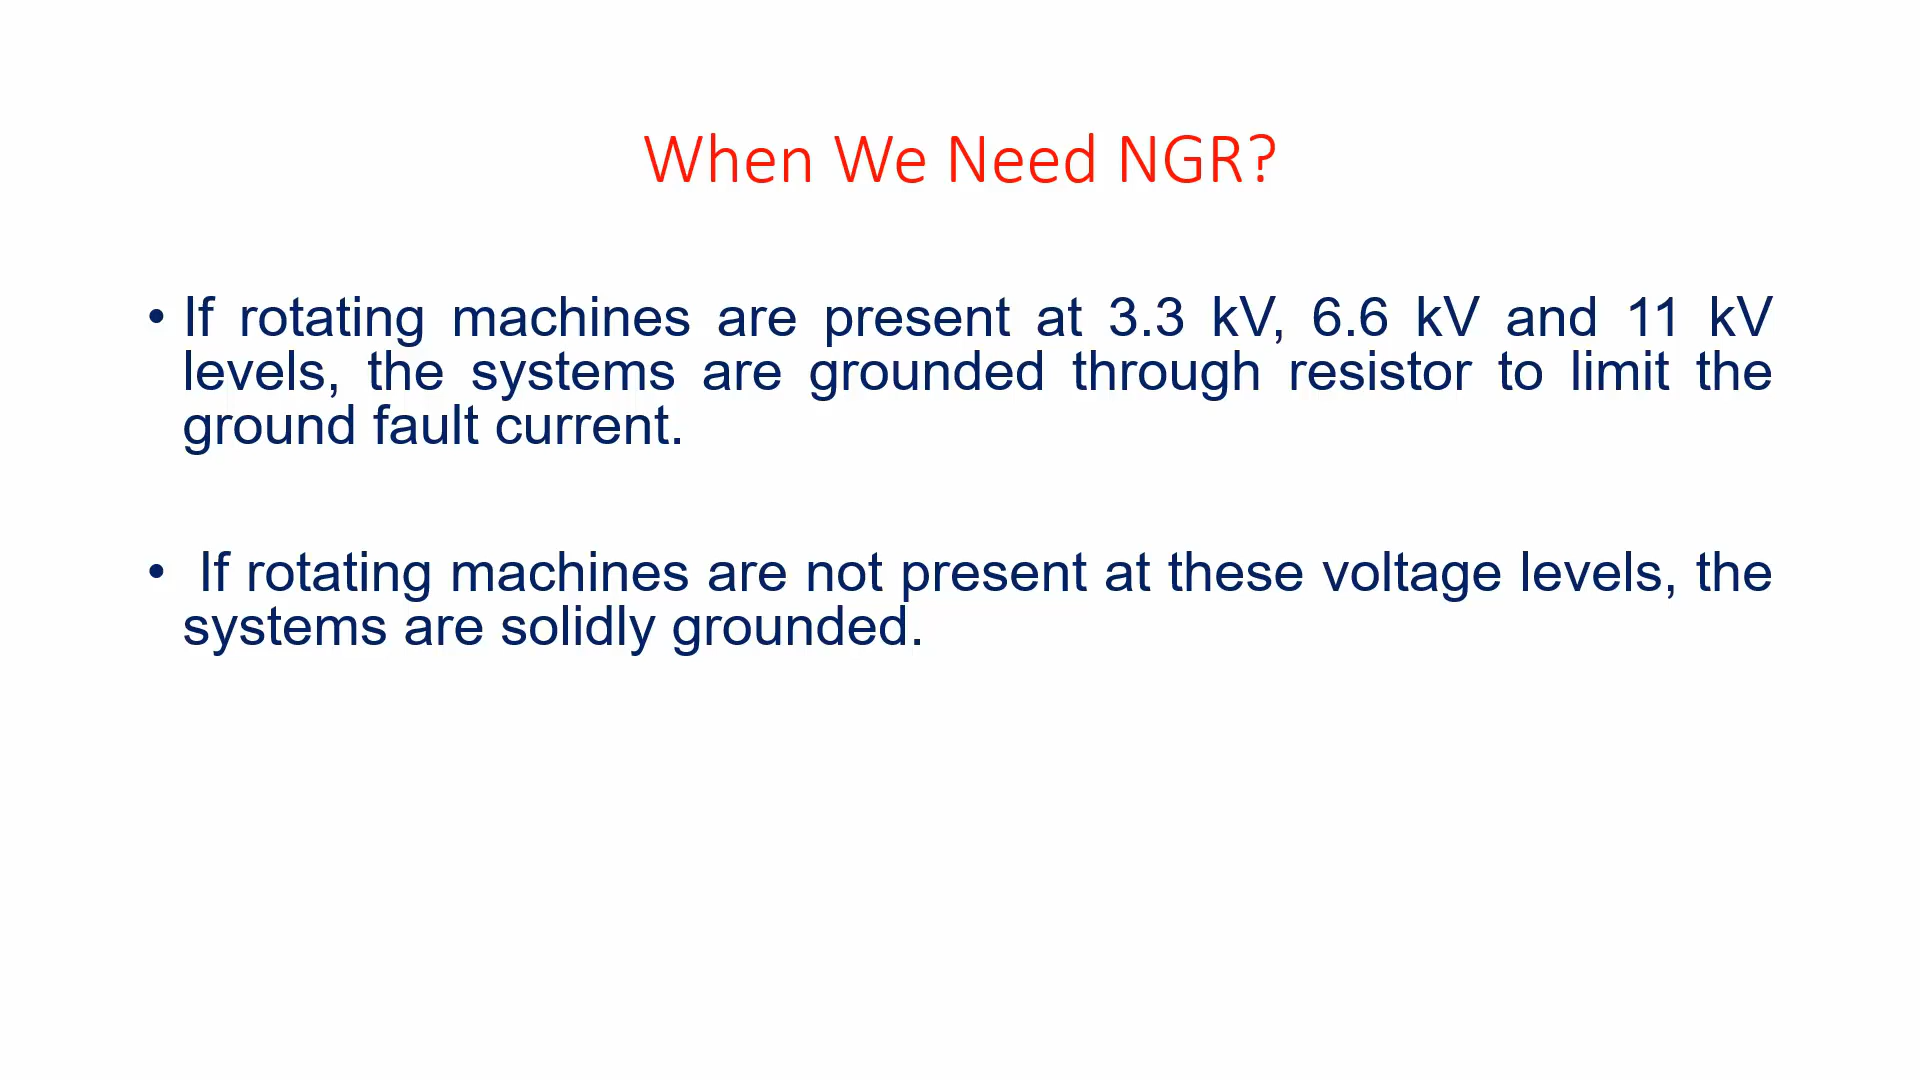 When We Need NGR?
• If rotating machines are present at 3.3 kV, 6.6 kV and 11 kV
levels, the systems are grounded through resistor to limit the
ground fault current.
• If rotating machines are not present at these voltage levels, the
systems are solidly grounded.